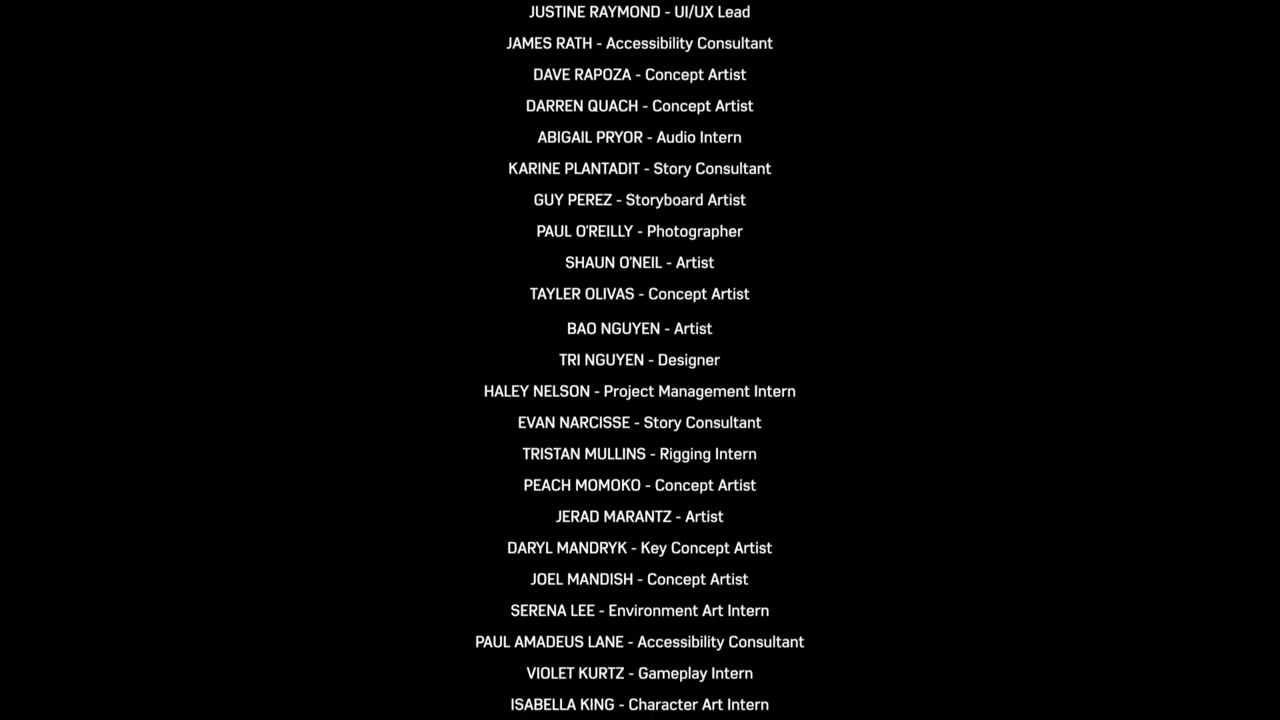 JUSTINE RAYMOND - UI/UX Lead
JAMES RATH - Accessibility Consultant
DAVE RAPOZA - Concept Artist
DARREN QUACH - Concept Artist
ABIGAIL PRYOR - Audio Intern
KARINE PLANTADIT - Story Consultant
GUY PEREZ - Storyboard Artist
PAUL O'REILLY - Photographer
SHAUN O'NEIL - Artist
TAYLER OLIVAS - Concept Artist
BAO NGUYEN - Artist
TRI NGUYEN - Designer
HALEY NELSON - Project Management Intern
EVAN NARCISSE - Story Consultant
TRISTAN MULLINS - Rigging Intern
PEACH MOMOKO - Concept Artist
JERAD MARANTZ - Artist
DARYL MANDRYK - Key Concept Artist
JOEL MANDISH - Concept Artist
SERENA LEE - Environment Art Intern
PAUL AMADEUS LANE - Accessibility Consultant
VIOLET KURTZ - Gameplay Intern
ISABELLA KING - Character Art Intern